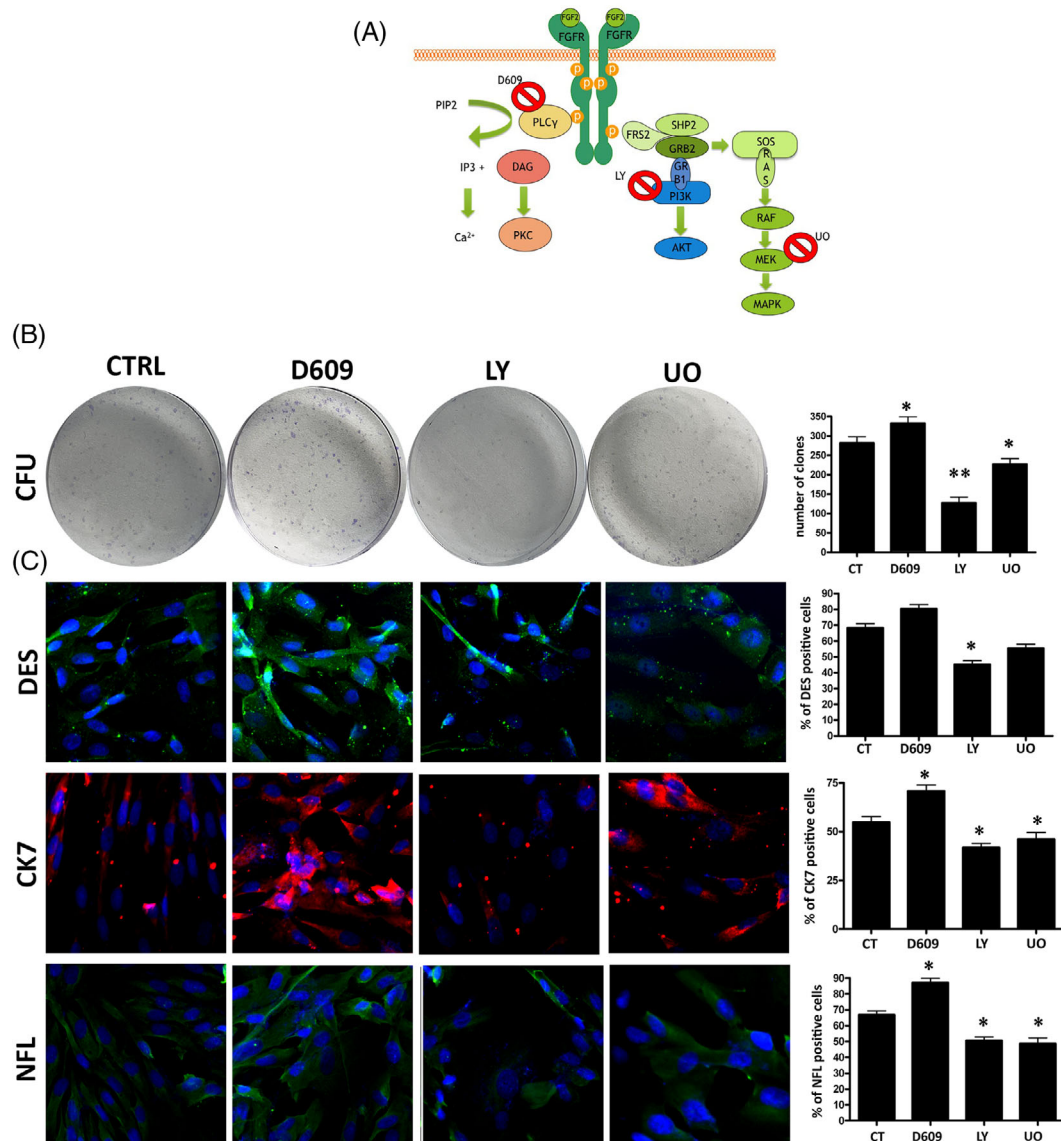 (A)
FGF2 FGF2
FGFR FGFR
p p
D609 p p
PIP2 PLCγ p p
FRS2 SHP2 SOS
GRB2 RAS
IP3 + DAG LY GRB1
PI3K RAF
Ca²⁺ PKC AKT MEK UO
MAPK
(B)
CTRL D609 LY UO
CFU
number of clones
350
300
250
200
150
100
50
0
* ** *
CT D609 LY UO
(C)
DES
% of DES positive cells
90
80
70
60
50
40
30
20
10
0
*
CT D609 LY UO
CK7
% of CK7 positive cells
75
50
25
0
* * *
CT D609 LY UO
NFL
% of NFL positive cells
100
90
80
70
60
50
40
30
20
10
0
* * *
CT D609 LY UO